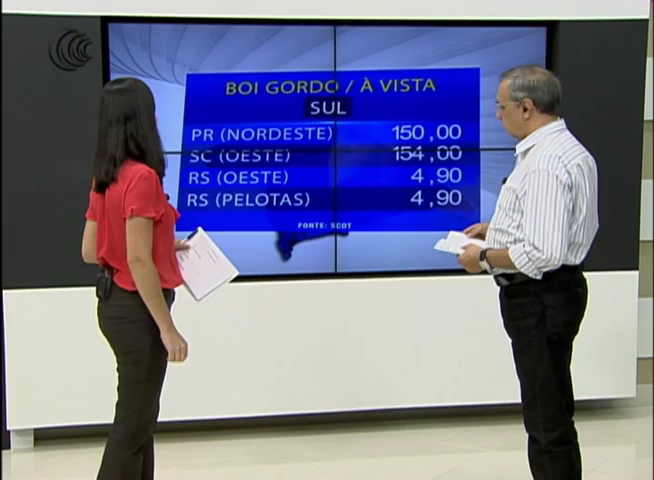 BOI GORDO / À VISTA
SUL
PR (NORDESTE) 150,00
SC (OESTE) 154,00
RS (OESTE) 4,90
RS (PELOTAS) 4,90
FONTE: SCOT